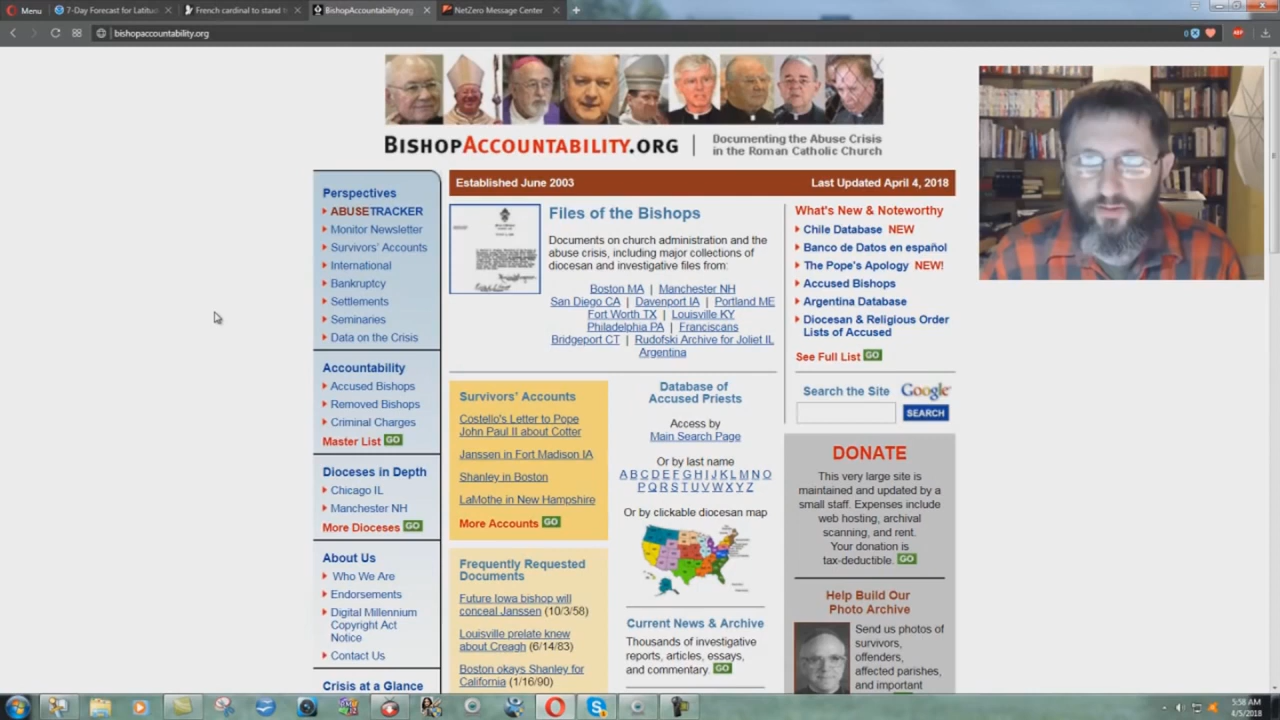 Menu
7-Day Forecast for Latitud
French cardinal to stand t
BishopAccountability.org
NetZero Message Center
bishopaccountability.org
0
ABP
BISHOPACCOUNTABILITY.ORG
Documenting the Abuse Crisis
in the Roman Catholic Church
Established June 2003
Last Updated April 4, 2018
Perspectives
ABUSETRACKER
Monitor Newsletter
Survivors' Accounts
International
Bankruptcy
Settlements
Seminaries
Data on the Crisis
Accountability
Accused Bishops
Removed Bishops
Criminal Charges
Master List GO
Dioceses in Depth
Chicago IL
Manchester NH
More Dioceses GO
About Us
Who We Are
Endorsements
Digital Millennium
Copyright Act
Notice
Contact Us
Crisis at a Glance
Files of the Bishops
Documents on church administration and the
abuse crisis, including major collections of
diocesan and investigative files from:
Boston MA | Manchester NH
San Diego CA | Davenport IA | Portland ME
Fort Worth TX | Louisville KY
Philadelphia PA | Franciscans
Bridgeport CT | Rudofski Archive for Joliet IL
Argentina
Survivors' Accounts
Costello's Letter to Pope
John Paul II about Cotter
Janssen in Fort Madison IA
Shanley in Boston
LaMothe in New Hampshire
More Accounts GO
Frequently Requested
Documents
Future Iowa bishop will
conceal Janssen (10/3/58)
Louisville prelate knew
about Creagh (6/14/83)
Boston okays Shanley for
California (1/16/90)
Database of
Accused Priests
Access by
Main Search Page
Or by last name
A B C D E F G H I J K L M N O
P Q R S T U V W X Y Z
Or by clickable diocesan map
Current News & Archive
Thousands of investigative
reports, articles, essays,
and commentary. GO
What's New & Noteworthy
Chile Database NEW
Banco de Datos en español
The Pope's Apology NEW!
Accused Bishops
Argentina Database
Diocesan & Religious Order
Lists of Accused
See Full List GO
Search the Site Google
SEARCH
DONATE
This very large site is
maintained and updated by a
small staff. Expenses include
web hosting, archival
scanning, and rent.
Your donation is
tax-deductible. GO
Help Build Our
Photo Archive
Send us photos of
survivors,
offenders,
affected parishes,
and important
5:58 AM
4/5/2018